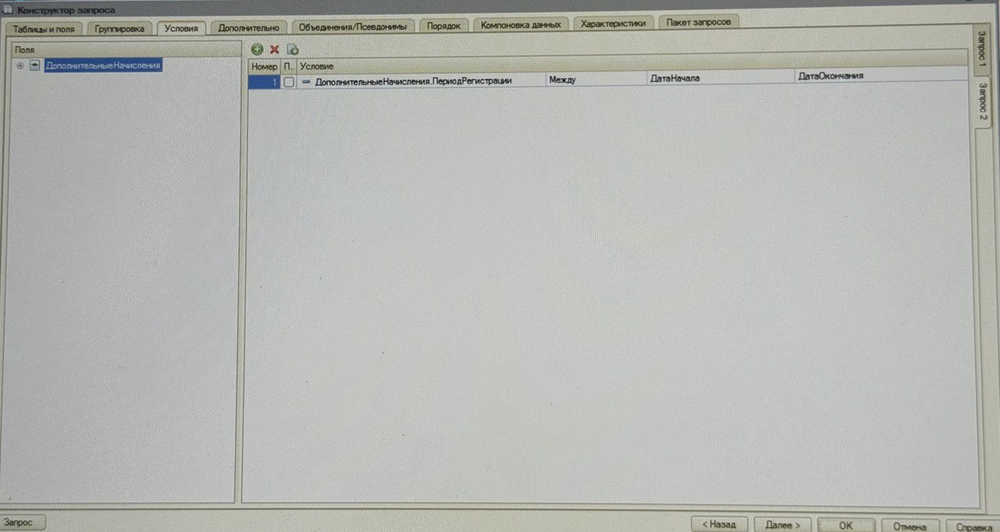 Конструктор запроса
Таблицы и поля Группировка Условия Дополнительно Объединения/Псевдонимы Порядок Компоновка данных Характеристики Пакет запросов
Поля
ДополнительныеНачисления
Номер П.. Условие
1 ДополнительныеНачисления.ПериодРегистрации Между ДатаНачала ДатаОкончания
Запрос 1
Запрос 2
Запрос < Назад Далее > OK Отмена Справка